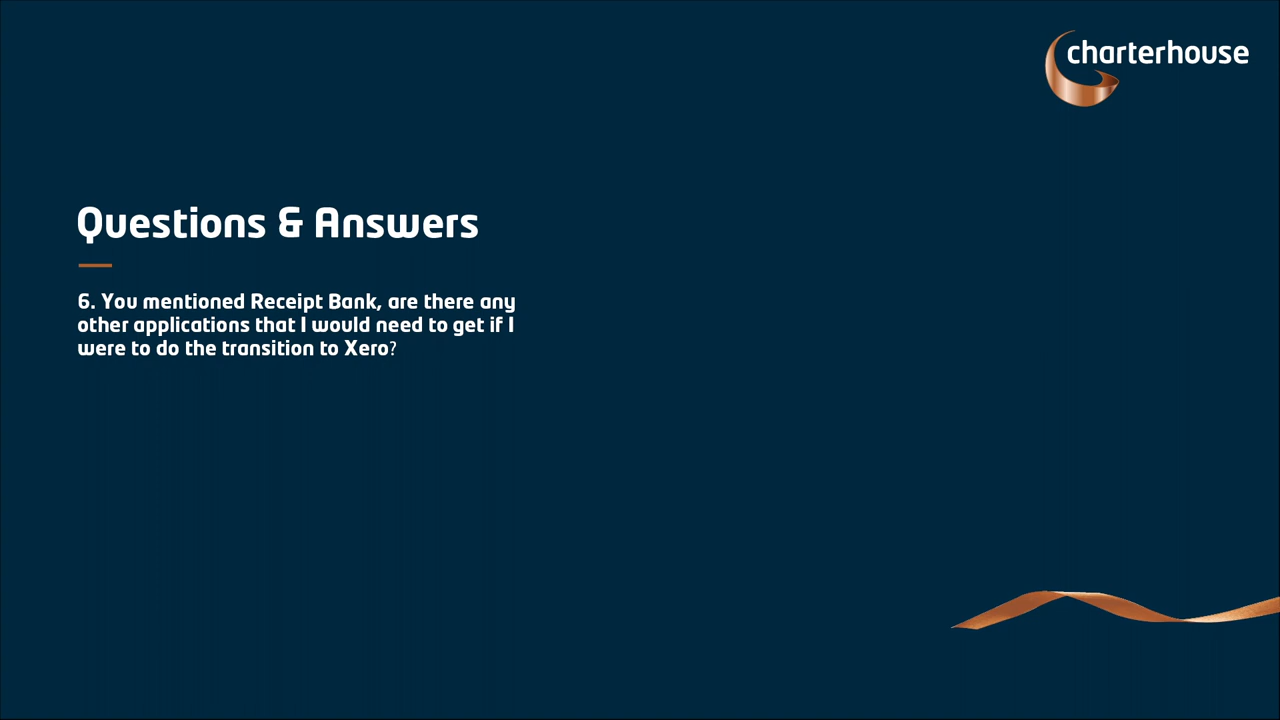 charterhouse
Questions & Answers
6. You mentioned Receipt Bank, are there any
other applications that I would need to get if I
were to do the transition to Xero?